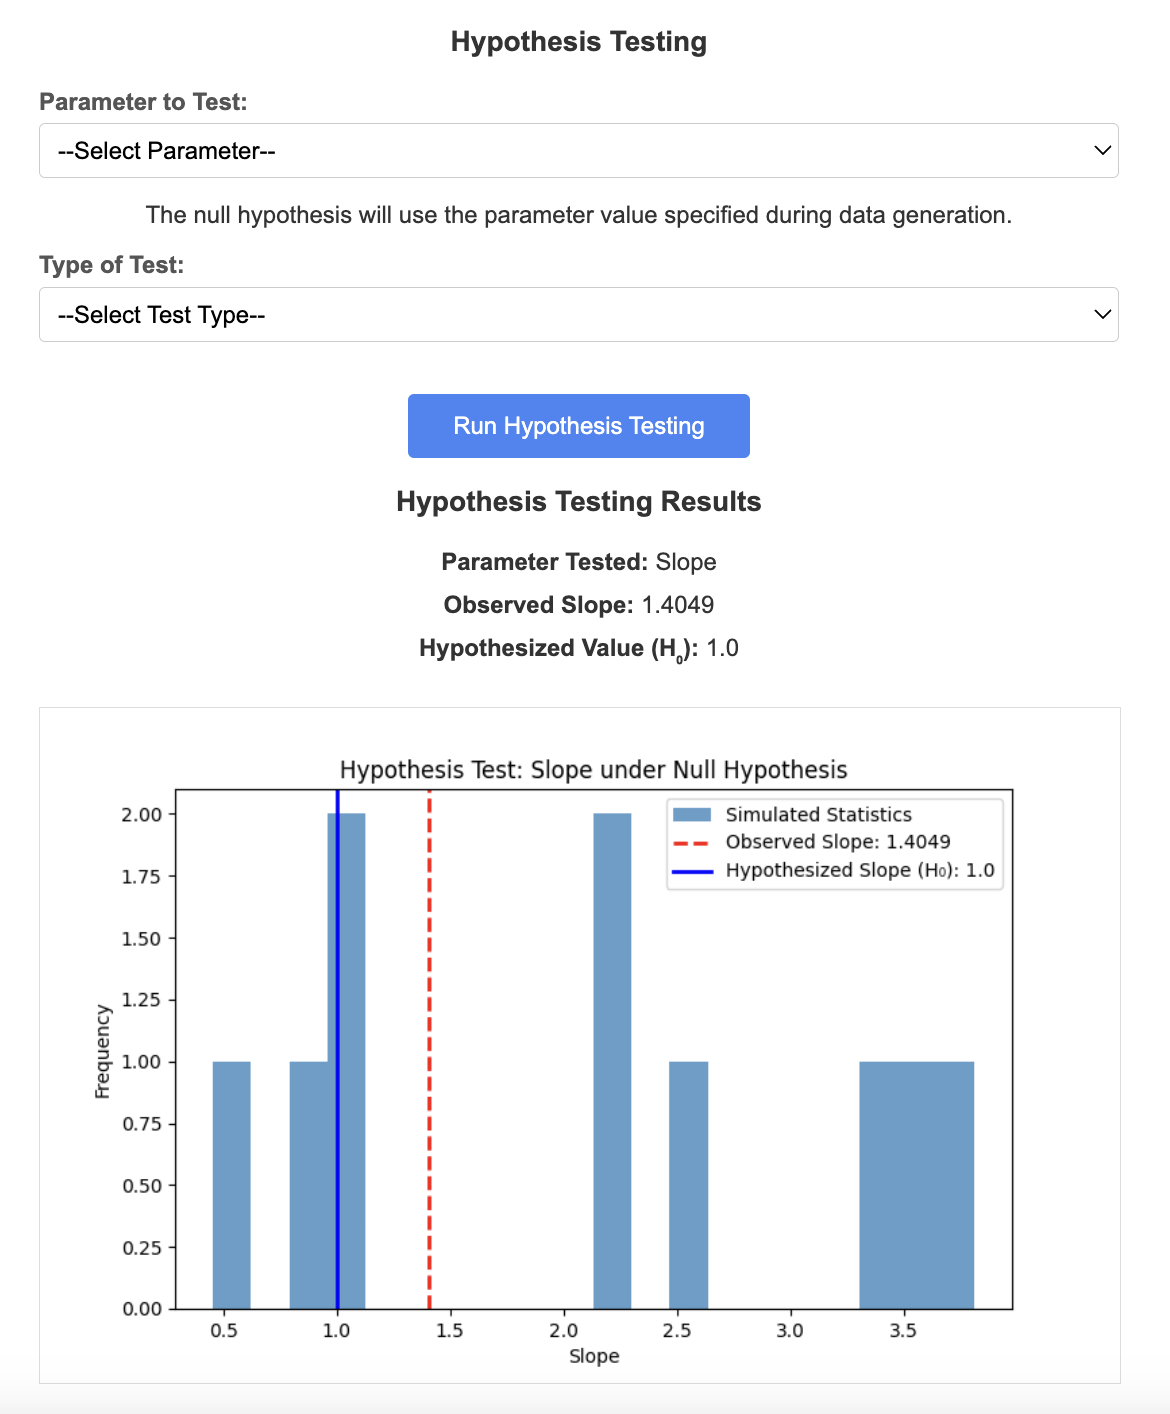 Hypothesis Testing
Parameter to Test:
--Select Parameter--
The null hypothesis will use the parameter value specified during data generation.
Type of Test:
--Select Test Type--
Run Hypothesis Testing
Hypothesis Testing Results
Parameter Tested: Slope
Observed Slope: 1.4049
Hypothesized Value (H₀): 1.0
Hypothesis Test: Slope under Null Hypothesis
Simulated Statistics
Observed Slope: 1.4049
Hypothesized Slope (H₀): 1.0
Frequency
2.00
1.75
1.50
1.25
1.00
0.75
0.50
0.25
0.00
0.5 1.0 1.5 2.0 2.5 3.0 3.5
Slope